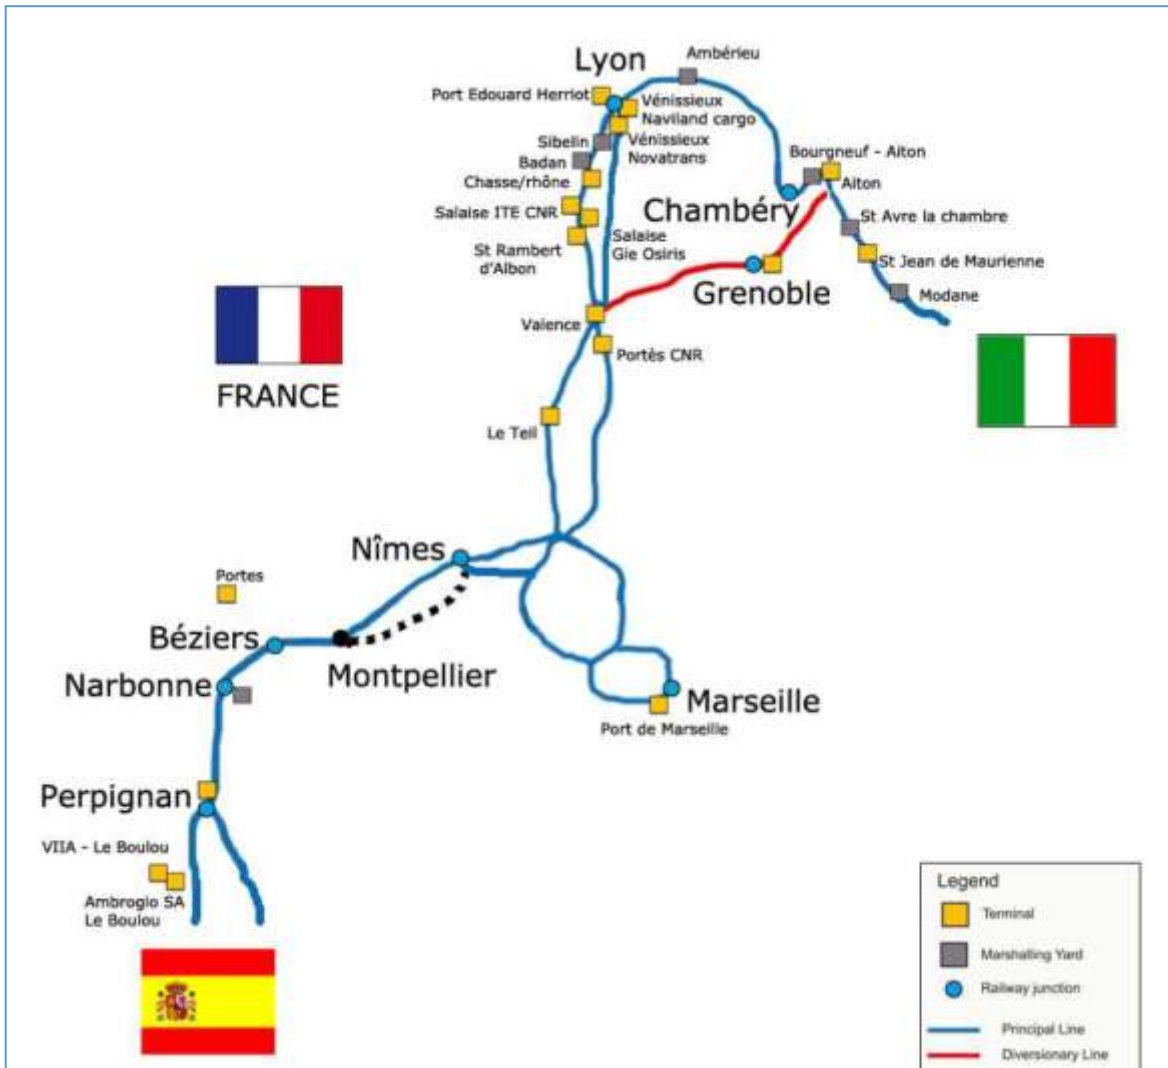 Ambérieu
Lyon
Port Edouard Herriot
Vénissieux
Naviland cargo
Sibelin
Vénissieux
Novatrans
Badan
Chasse/rhône
Bourgneuf - Aiton
Aiton
Chambéry
Salaise ITE CNR
St Avre la chambre
Salaise
Gie Osiris
St Rambert
d'Albon
St Jean de Maurienne
Grenoble
Modane
Valence
Portès CNR
FRANCE
Le Teil
Nîmes
Portes
Béziers
Montpellier
Narbonne
Marseille
Port de Marseille
Perpignan
VIIA - Le Boulou
Ambrogio SA
Le Boulou
Legend
Terminal
Marshalling Yard
Railway junction
Principal Line
Diversionary Line